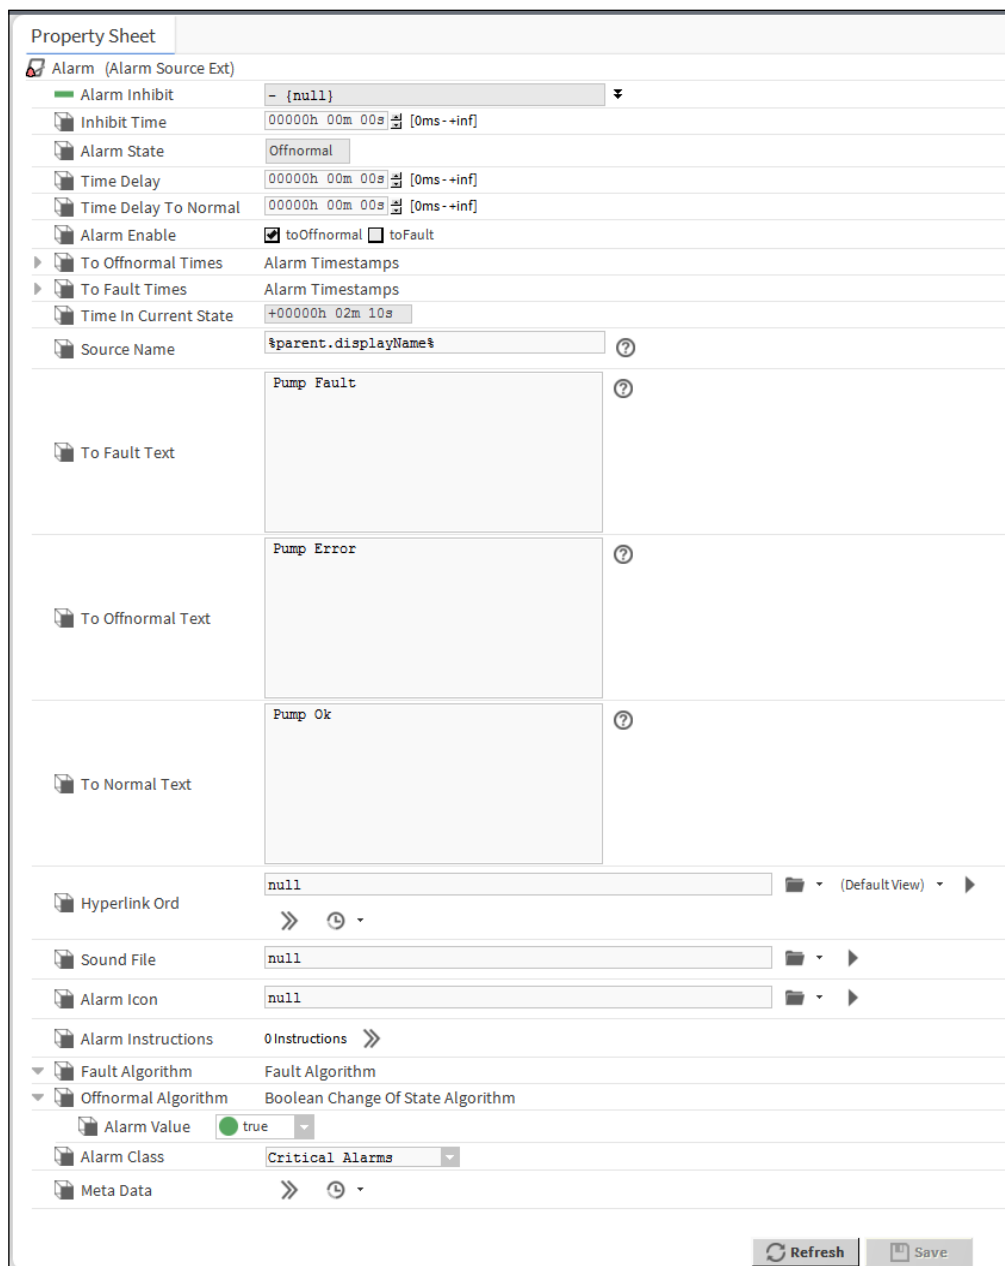 Property Sheet
Alarm (Alarm Source Ext)
Alarm Inhibit - {null}
Inhibit Time 00000h 00m 00s [0ms-+inf]
Alarm State Offnormal
Time Delay 00000h 00m 00s [0ms-+inf]
Time Delay To Normal 00000h 00m 00s [0ms-+inf]
Alarm Enable toOffnormal toFault
To Offnormal Times Alarm Timestamps
To Fault Times Alarm Timestamps
Time In Current State +00000h 02m 10s
Source Name %parent.displayName%
Pump Fault
To Fault Text
Pump Error
To Offnormal Text
Pump Ok
To Normal Text
null (Default View)
Hyperlink Ord
Sound File null
Alarm Icon null
Alarm Instructions 0 Instructions
Fault Algorithm Fault Algorithm
Offnormal Algorithm Boolean Change Of State Algorithm
Alarm Value true
Alarm Class Critical Alarms
Meta Data
Refresh Save